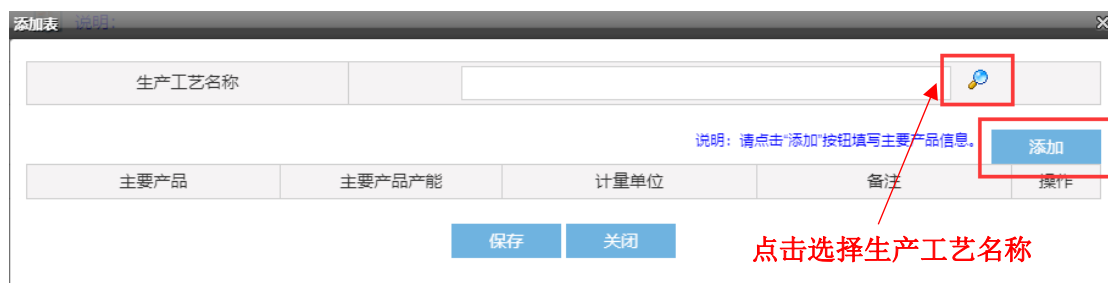 添加表 说明:
生产工艺名称
说明：请点击“添加”按钮填写主要产品信息。 添加
主要产品 主要产品产能 计量单位 备注 操作
保存 关闭
点击选择生产工艺名称